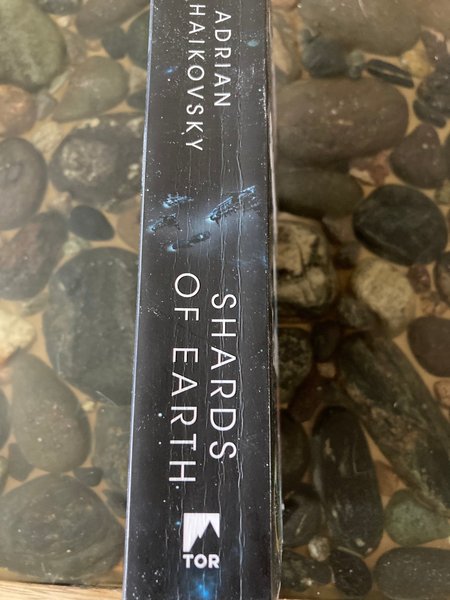 ADRIAN
HAIKOVSKY
SHARDS
OF EARTH
TOR